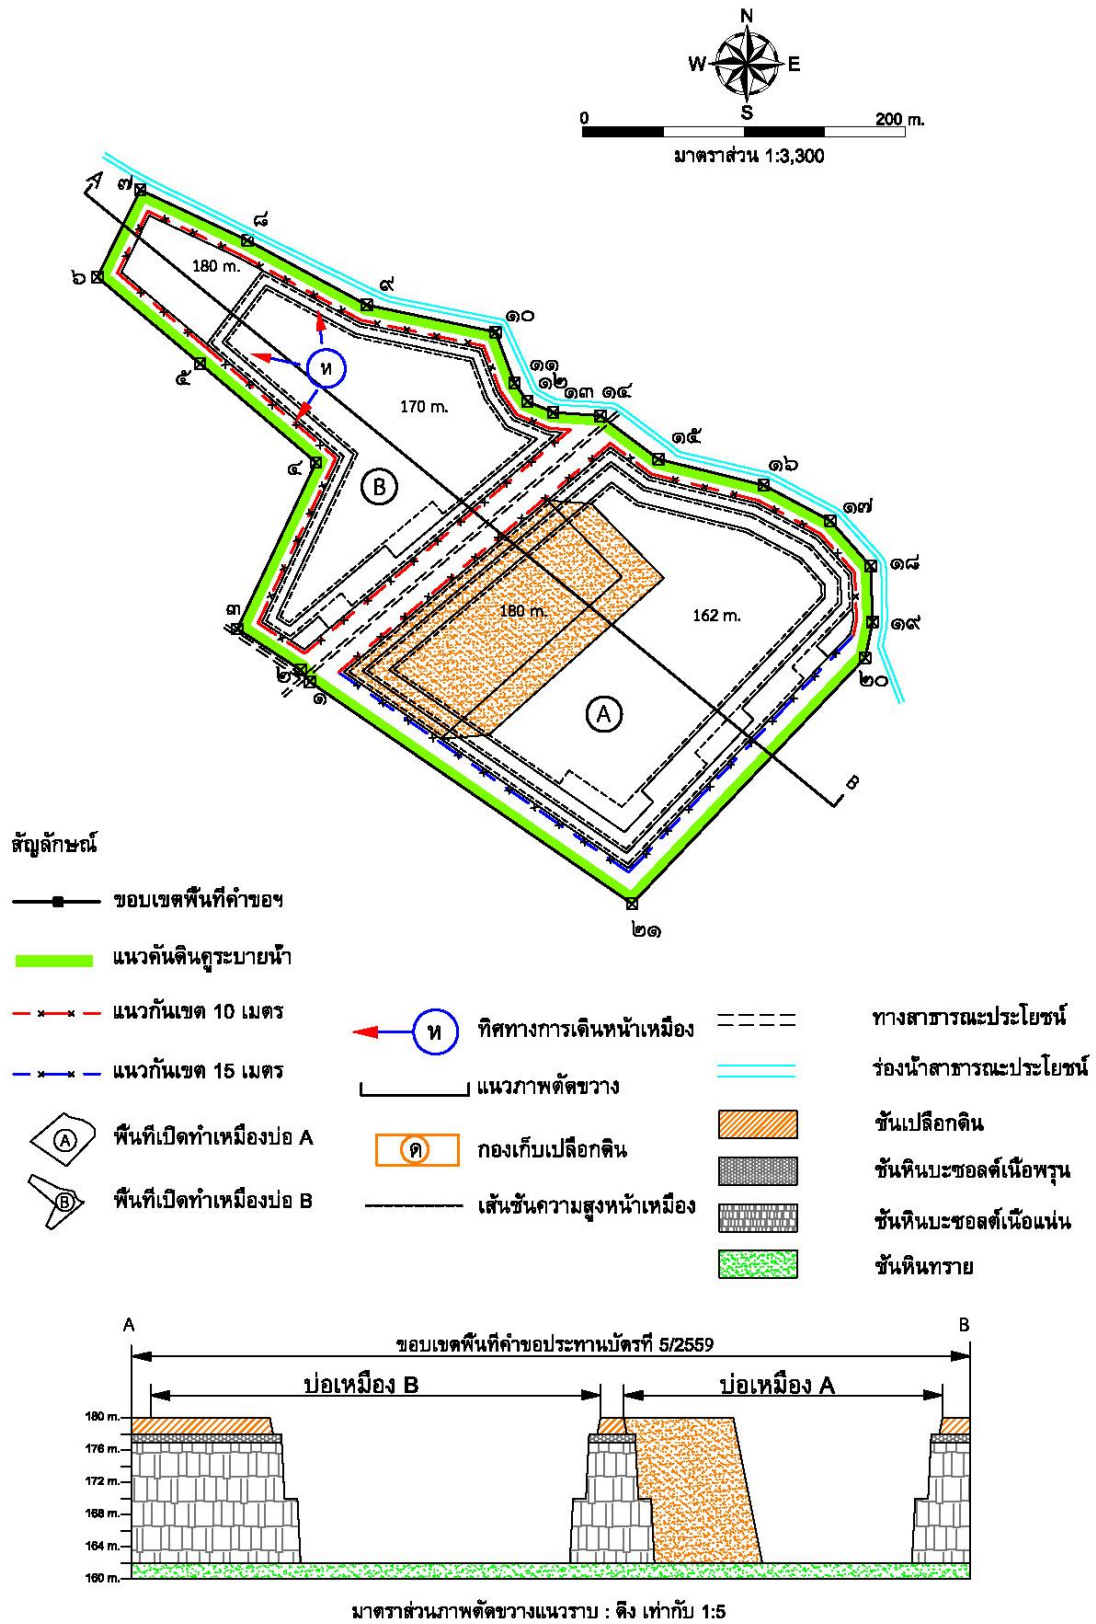 N
W E
S
0 200 m.
มาตราส่วน 1:3,300
A
๗
๘
180 m.
๖
๙
๑๐
ห
๕
๑๑
๑๒
๑๓
๑๔
170 m.
๑๕
๔
B
๑๖
๑๗
๑๘
180 m.
162 m.
๓
๑๙
๒
๑
๒๐
A
B
๒๑
สัญลักษณ์
ขอบเขตพื้นที่คำขอฯ
แนวคันดินคูระบายน้ำ
แนวกันเขต 10 เมตร
แนวกันเขต 15 เมตร
A พื้นที่เปิดทำเหมืองบ่อ A
B พื้นที่เปิดทำเหมืองบ่อ B
ห ทิศทางการเดินหน้าเหมือง
แนวภาพตัดขวาง
ด กองเก็บเปลือกดิน
เส้นชั้นความสูงหน้าเหมือง
ทางสาธารณะประโยชน์
ร่องน้ำสาธารณะประโยชน์
ชั้นเปลือกดิน
ชั้นหินบะซอลต์เนื้อพรุน
ชั้นหินบะซอลต์เนื้อแน่น
ชั้นหินทราย
A B
ขอบเขตพื้นที่คำขอประทานบัตรที่ 5/2559
บ่อเหมือง B บ่อเหมือง A
180 m.
176 m.
172 m.
168 m.
164 m.
160 m.
มาตราส่วนภาพตัดขวางแนวราบ : ดิ่ง เท่ากับ 1:5